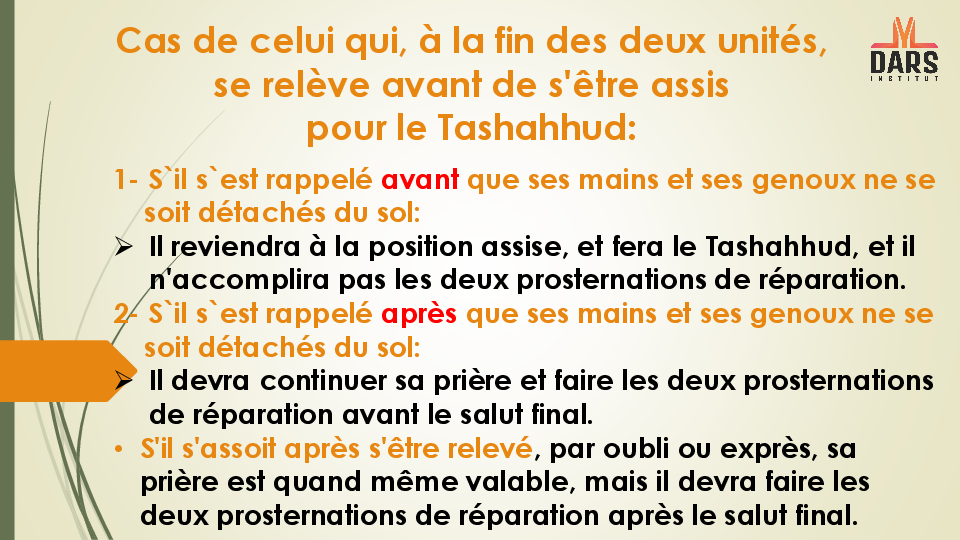 Cas de celui qui, à la fin des deux unités,
se relève avant de s'être assis
pour le Tashahhud:
DARS
INSTITUT
1- S`il s`est rappelé avant que ses mains et ses genoux ne se
soit détachés du sol:
➢ Il reviendra à la position assise, et fera le Tashahhud, et il
n'accomplira pas les deux prosternations de réparation.
2- S`il s`est rappelé après que ses mains et ses genoux ne se
soit détachés du sol:
➢ Il devra continuer sa prière et faire les deux prosternations
de réparation avant le salut final.
• S'il s'assoit après s'être relevé, par oubli ou exprès, sa
prière est quand même valable, mais il devra faire les
deux prosternations de réparation après le salut final.